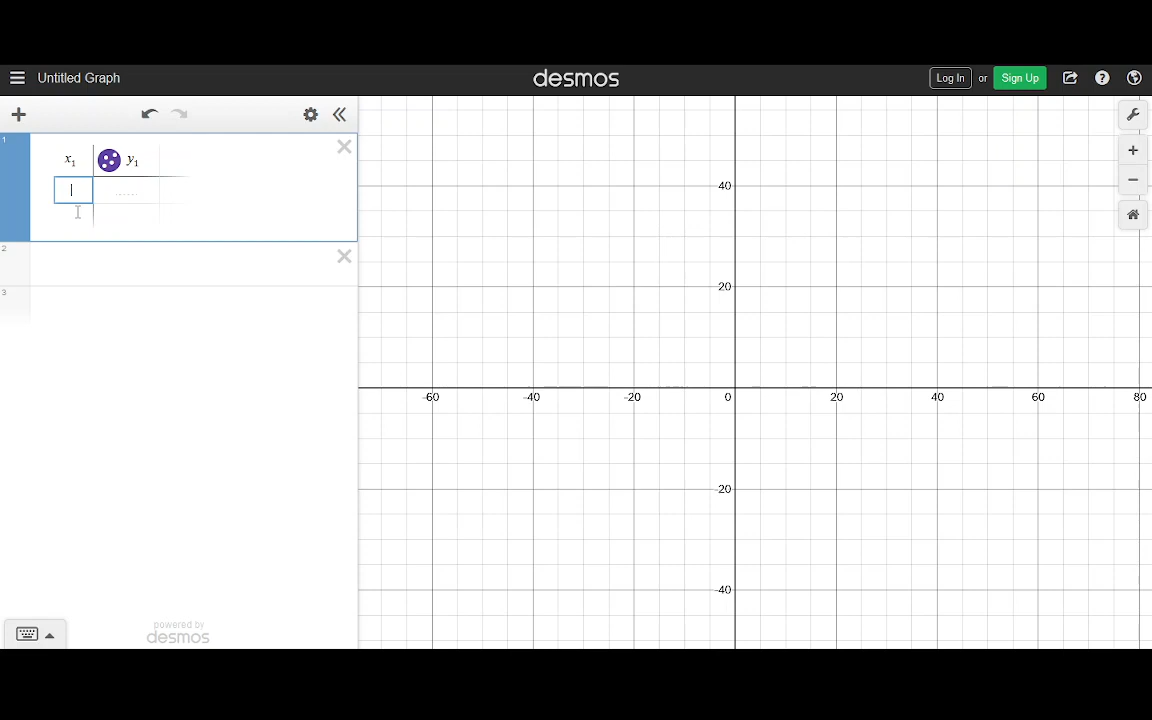 Untitled Graph
desmos
Log In or Sign Up
1
x₁ y₁
2
3
40
20
-60 -40 -20 0 20 40 60 80
-20
-40
powered by
desmos